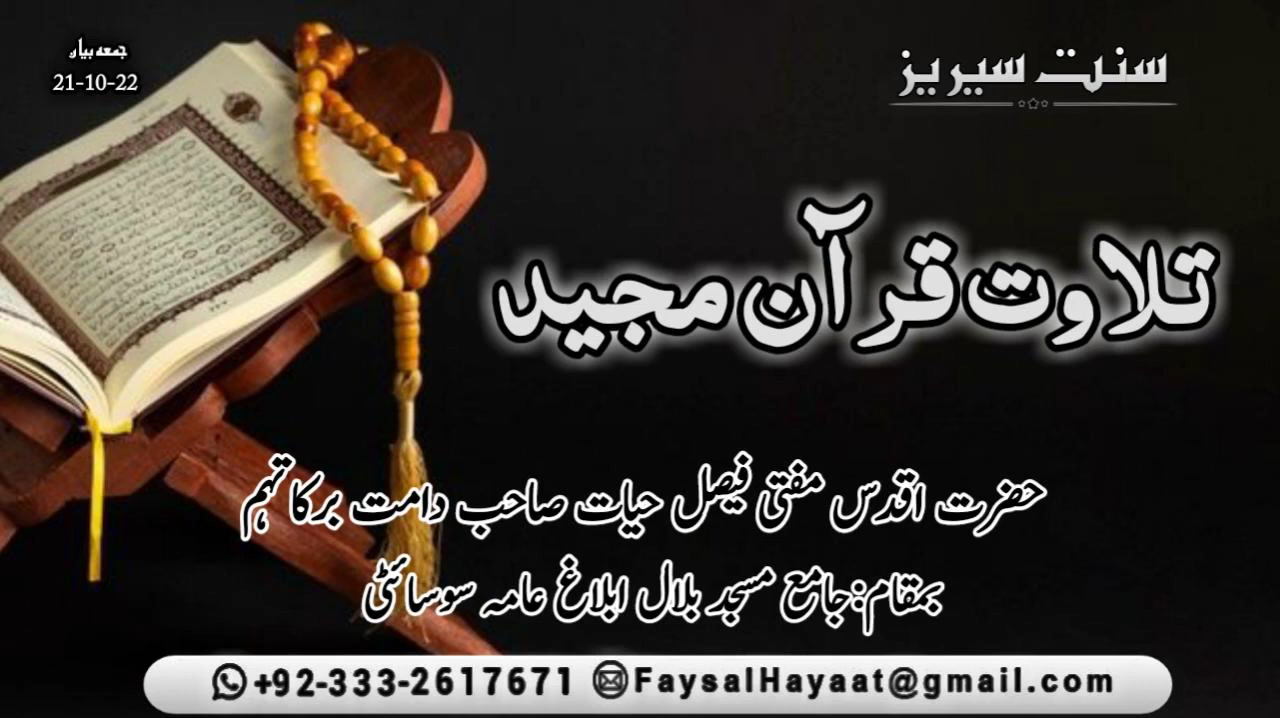 جمعہ بیان
21-10-22
سنت سیریز
تلاوت قرآن مجید
حضرت اقدس مفتی فیصل حیات صاحب دامت برکاتہم
بمقام:جامع مسجد بلال ابلاغ عامہ سوسائٹی
+92-333-2617671 FaysalHayaat@gmail.com